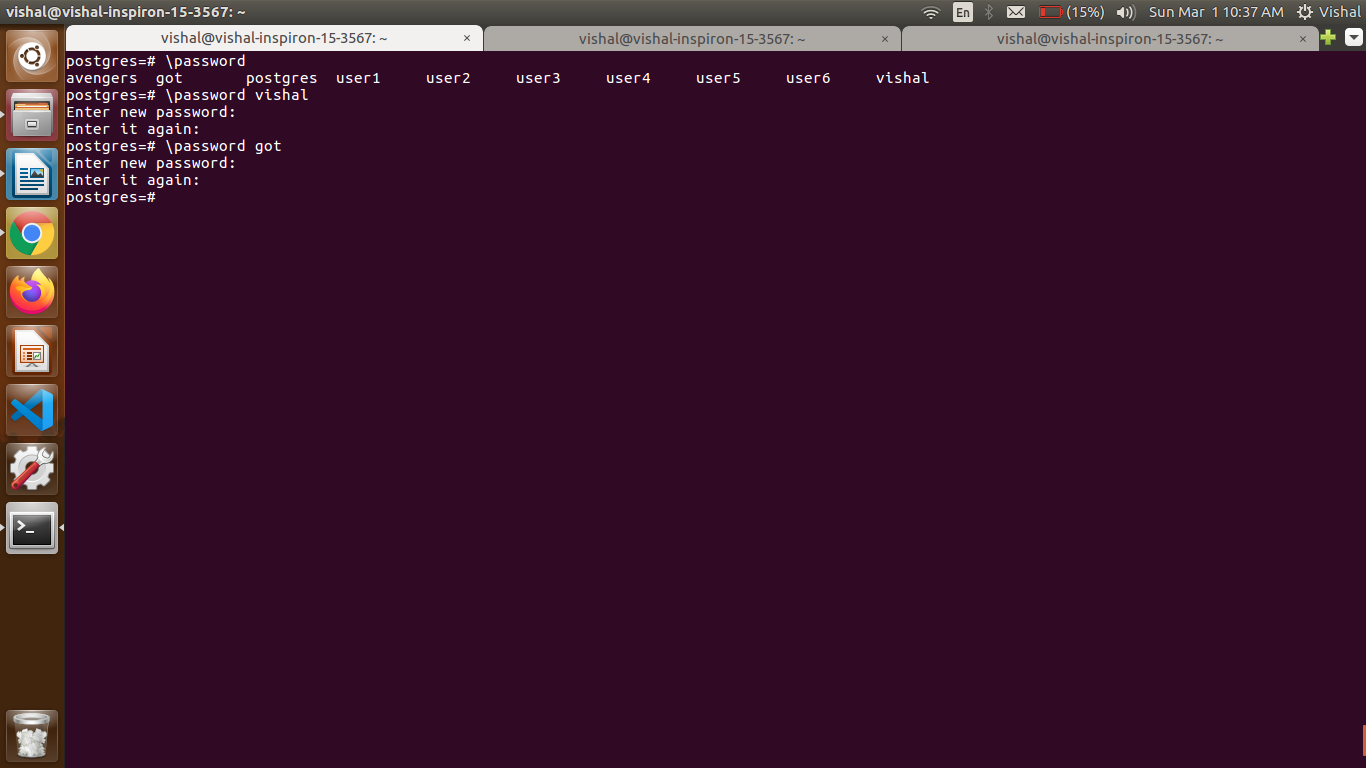 vishal@vishal-inspiron-15-3567: ~
En
(15%)
Sun Mar 1 10:37 AM
Vishal
vishal@vishal-inspiron-15-3567: ~ ×
vishal@vishal-inspiron-15-3567: ~ ×
vishal@vishal-inspiron-15-3567: ~ ×
postgres=# \password
avengers got postgres user1 user2 user3 user4 user5 user6 vishal
postgres=# \password vishal
Enter new password:
Enter it again:
postgres=# \password got
Enter new password:
Enter it again:
postgres=#